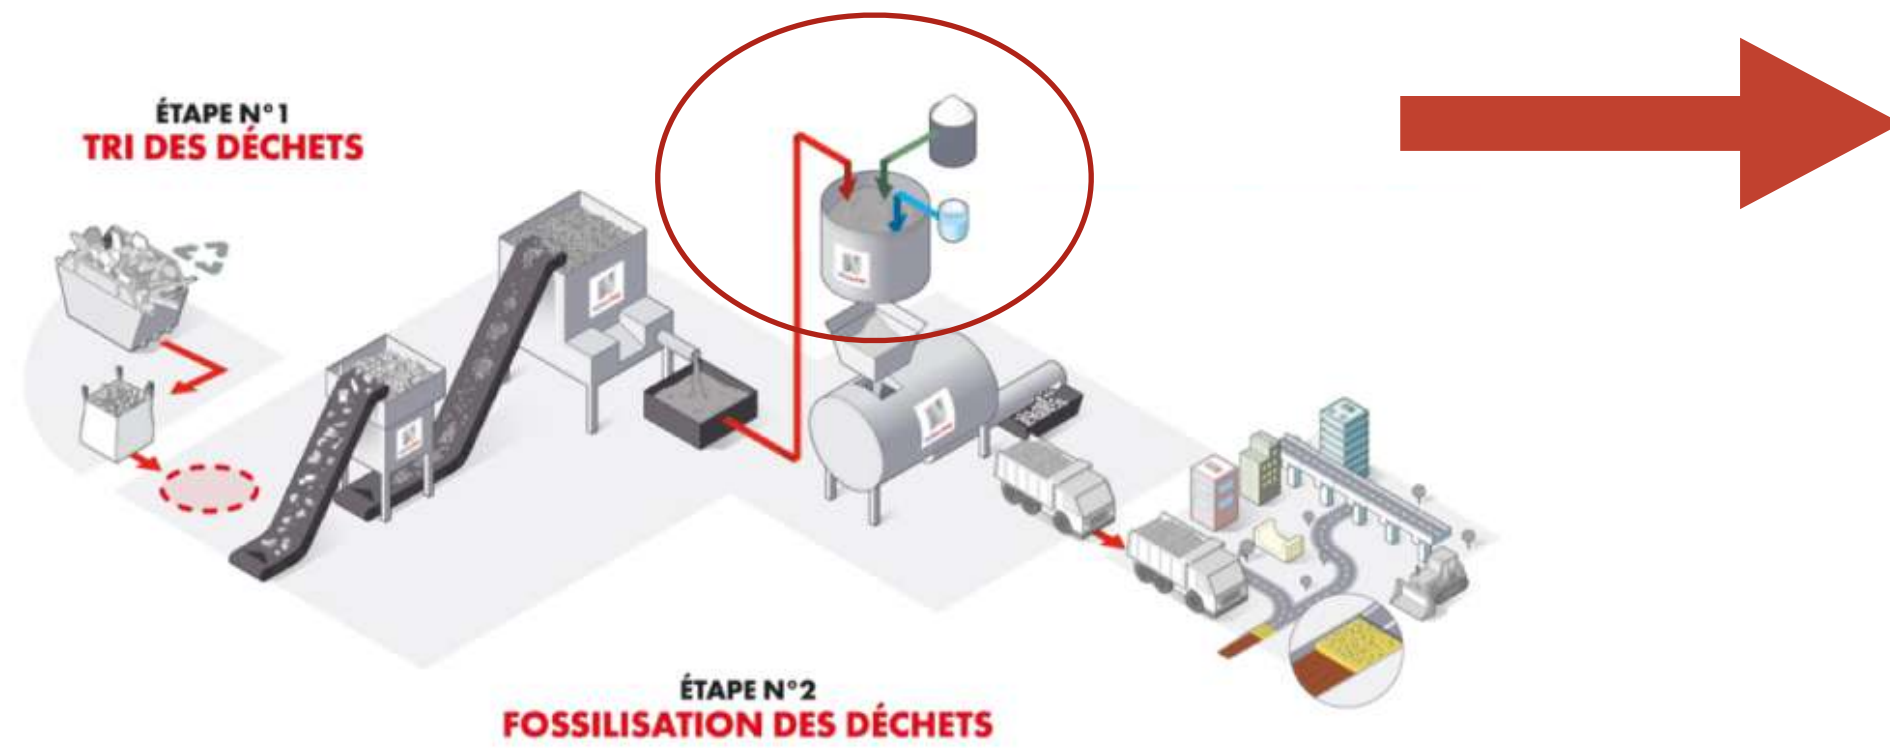 ÉTAPE N°1
TRI DES DÉCHETS
ÉTAPE N°2
FOSSILISATION DES DÉCHETS